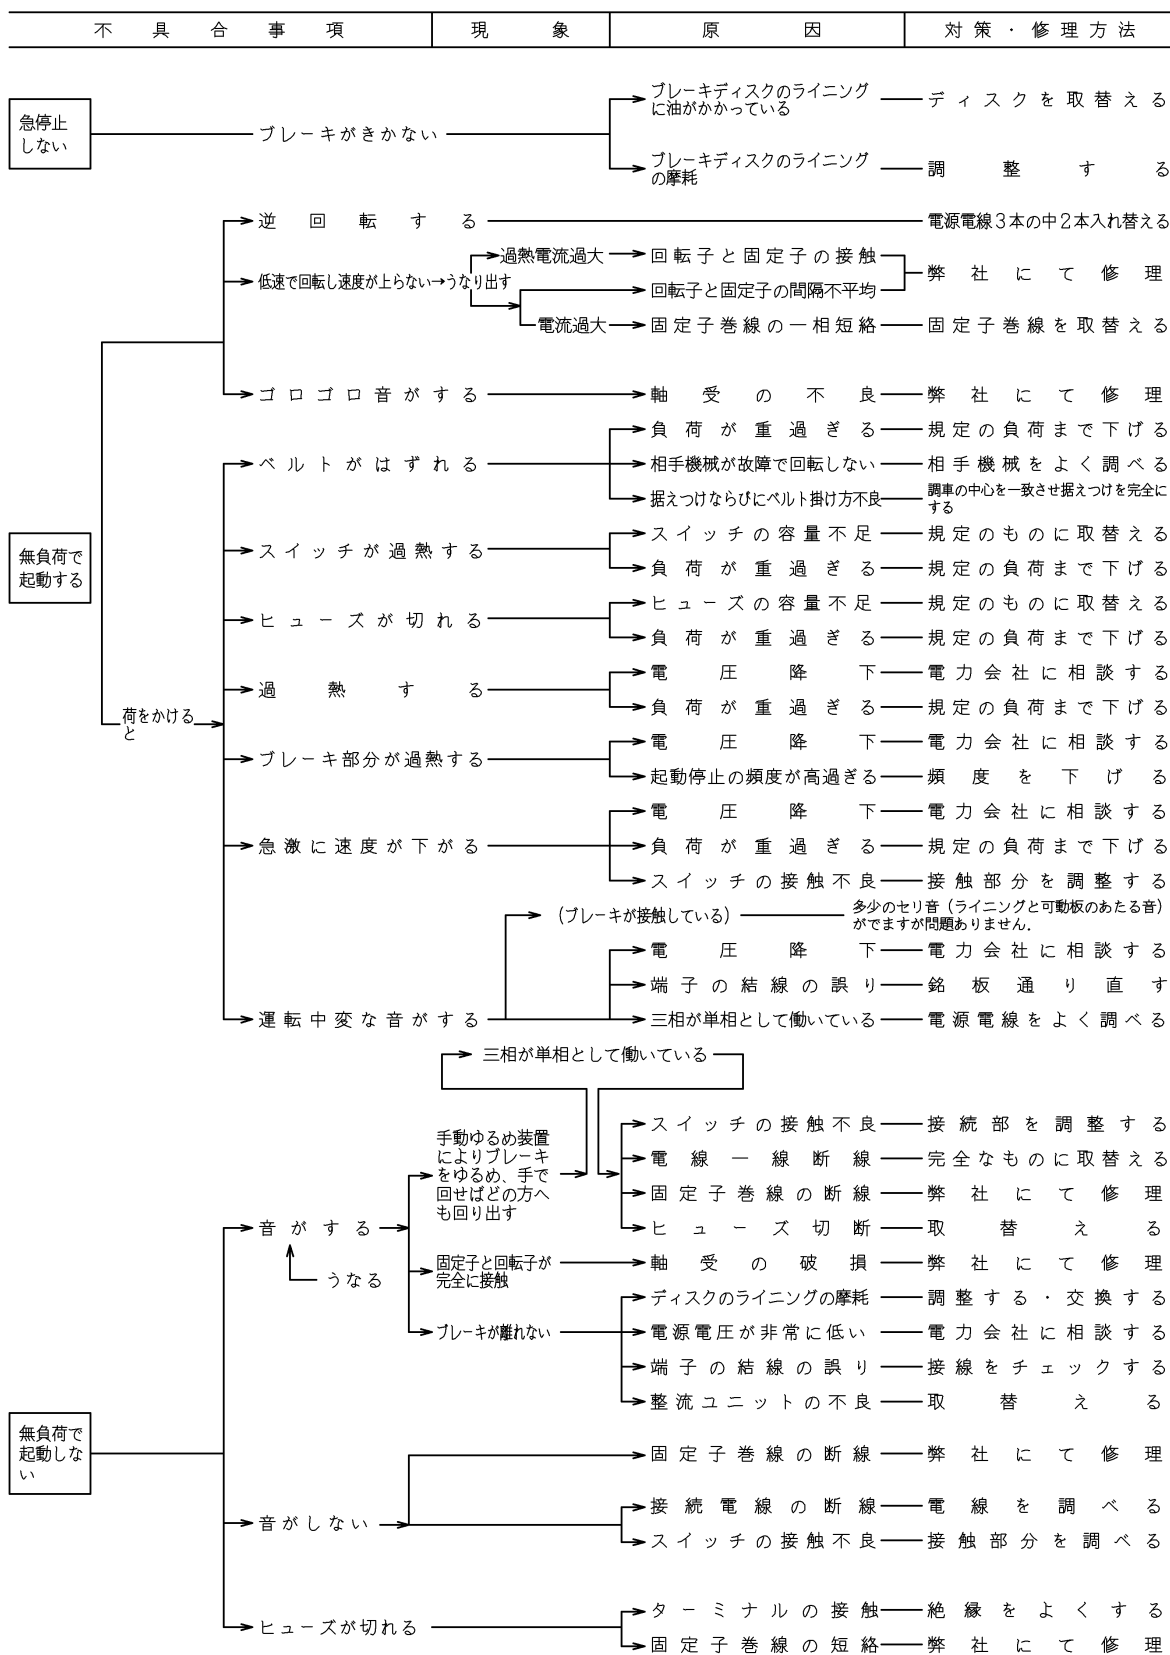 不具合事項 現象 原因 対策・修理方法
急停止
しない
ブレーキがきかない
ブレーキディスクのライニング
に油がかかっている
ディスクを取替える
ブレーキディスクのライニング
の摩耗
調整する
逆回転する 電源電線3本の中2本入れ替える
過熱電流過大 回転子と固定子の接触
弊社にて修理
低速で回転し速度が上らない→うなり出す
回転子と固定子の間隔不平均
電流過大 固定子巻線の一相短絡 固定子巻線を取替える
ゴロゴロ音がする 軸受の不良 弊社にて修理
負荷が重過ぎる 規定の負荷まで下げる
ベルトがはずれる 相手機械が故障で回転しない 相手機械をよく調べる
据えつけならびにベルト掛け方不良 調車の中心を一致させ据えつけを完全に
する
無負荷で
起動する
スイッチの容量不足 規定のものに取替える
スイッチが過熱する
負荷が重過ぎる 規定の負荷まで下げる
ヒューズの容量不足 規定のものに取替える
ヒューズが切れる
負荷が重過ぎる 規定の負荷まで下げる
電圧降下 電力会社に相談する
過熱する
負荷が重過ぎる 規定の負荷まで下げる
荷をかける
と
電圧降下 電力会社に相談する
ブレーキ部分が過熱する
起動停止の頻度が高過ぎる 頻度を下げる
電圧降下 電力会社に相談する
急激に速度が下がる 負荷が重過ぎる 規定の負荷まで下げる
スイッチの接触不良 接触部分を調整する
(ブレーキが接触している) 多少のセリ音(ライニングと可動板のあたる音)
がでますが問題ありません.
電圧降下 電力会社に相談する
端子の結線の誤り 銘板通り直す
運転中変な音がする 三相が単相として働いている 電源電線をよく調べる
三相が単相として働いている
スイッチの接触不良 接続部を調整する
手動ゆるめ装置
によりブレーキ
をゆるめ、手で
回せばどの方へ
も回り出す
電線一線断線 完全なものに取替える
固定子巻線の断線 弊社にて修理
音がする ヒューズ切断 取替える
うなる
固定子と回転子が
完全に接触
軸受の破損 弊社にて修理
ディスクのライニングの摩耗 調整する・交換する
ブレーキが離れない 電源電圧が非常に低い 電力会社に相談する
端子の結線の誤り 接線をチェックする
整流ユニットの不良 取替える
無負荷で
起動しな
い
固定子巻線の断線 弊社にて修理
接続電線の断線 電線を調べる
音がしない
スイッチの接触不良 接触部分を調べる
ターミナルの接触 絶縁をよくする
ヒューズが切れる
固定子巻線の短絡 弊社にて修理